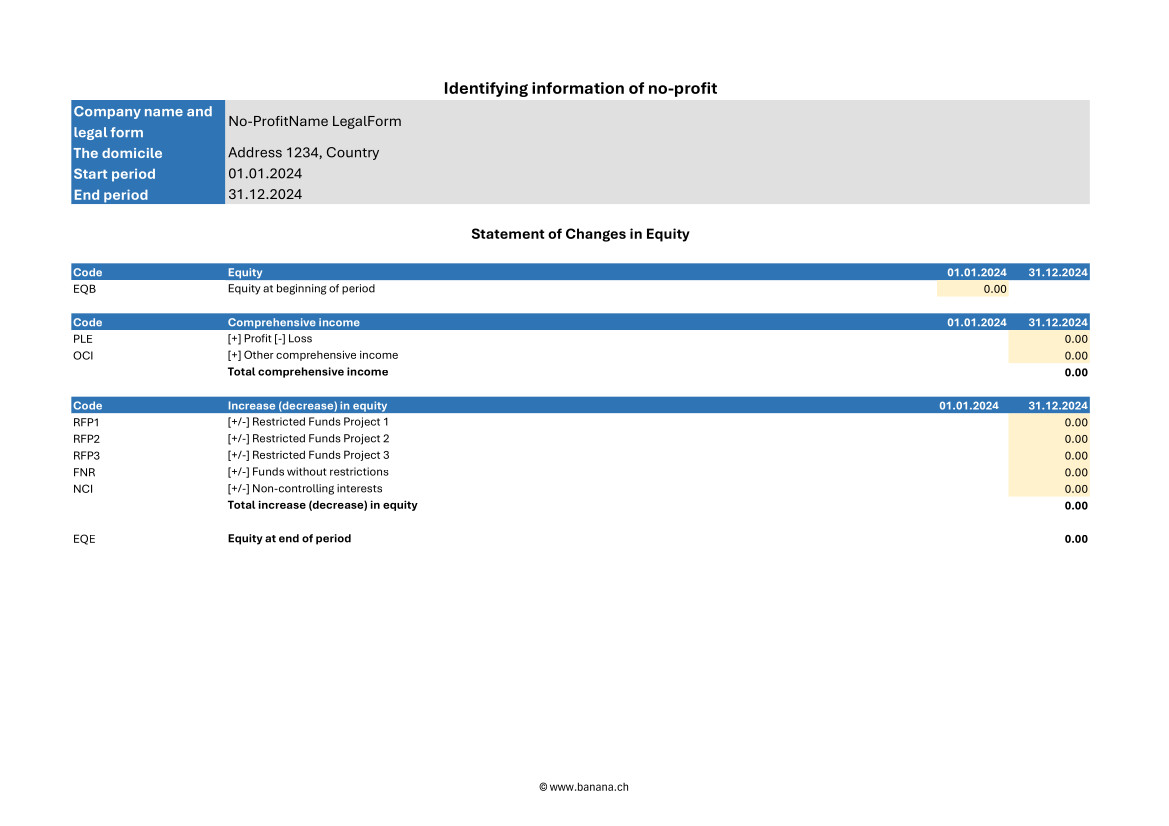 Identifying information of no-profit
Company name and
legal form
No-ProfitName LegalForm
The domicile Address 1234, Country
Start period 01.01.2024
End period 31.12.2024
Statement of Changes in Equity
Code Equity 01.01.2024 31.12.2024
EQB Equity at beginning of period 0.00
Code Comprehensive income 01.01.2024 31.12.2024
PLE [+] Profit [-] Loss 0.00
OCI [+] Other comprehensive income 0.00
Total comprehensive income 0.00
Code Increase (decrease) in equity 01.01.2024 31.12.2024
RFP1 [+/-] Restricted Funds Project 1 0.00
RFP2 [+/-] Restricted Funds Project 2 0.00
RFP3 [+/-] Restricted Funds Project 3 0.00
FNR [+/-] Funds without restrictions 0.00
NCI [+/-] Non-controlling interests 0.00
Total increase (decrease) in equity 0.00
EQE Equity at end of period 0.00
© www.banana.ch